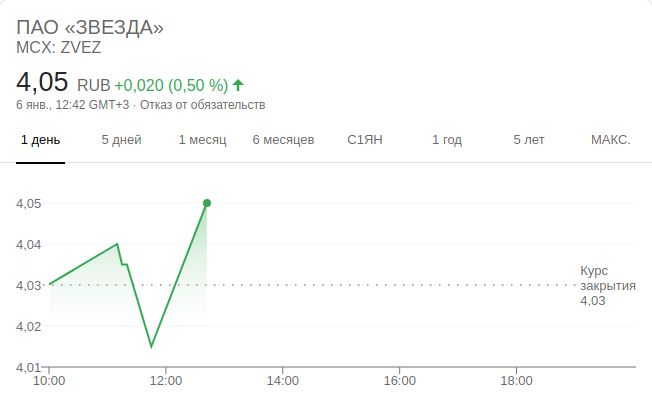 ПАО «ЗВЕЗДА»
MCX: ZVEZ
4,05 RUB +0,020 (0,50 %)
6 янв., 12:42 GMT+3 · Отказ от обязательств
1 день 5 дней 1 месяц 6 месяцев С1ЯН 1 год 5 лет МАКС.
4,05
4,04
4,03
4,02
4,01
Курс
закрытия
4,03
10:00 12:00 14:00 16:00 18:00